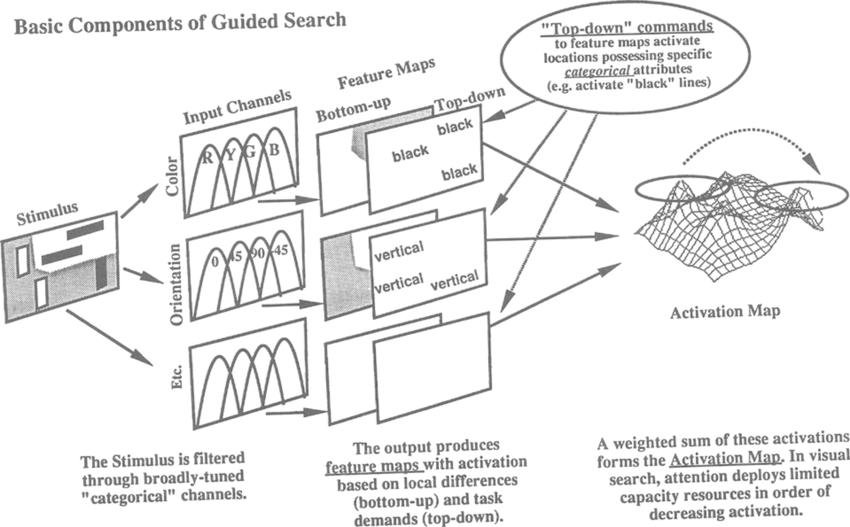 Basic Components of Guided Search
"Top-down" commands
to feature maps activate
locations possessing specific
categorical attributes
(e.g. activate "black" lines)
Feature Maps
Input Channels
Bottom-up
Top-down
Stimulus
Color
R Y G B
black
black
black
Orientation
0 45 90 -45
vertical
vertical
vertical
Etc.
Activation Map
The Stimulus is filtered
through broadly-tuned
"categorical" channels.
The output produces
feature maps with activation
based on local differences
(bottom-up) and task
demands (top-down).
A weighted sum of these activations
forms the Activation Map. In visual
search, attention deploys limited
capacity resources in order of
decreasing activation.